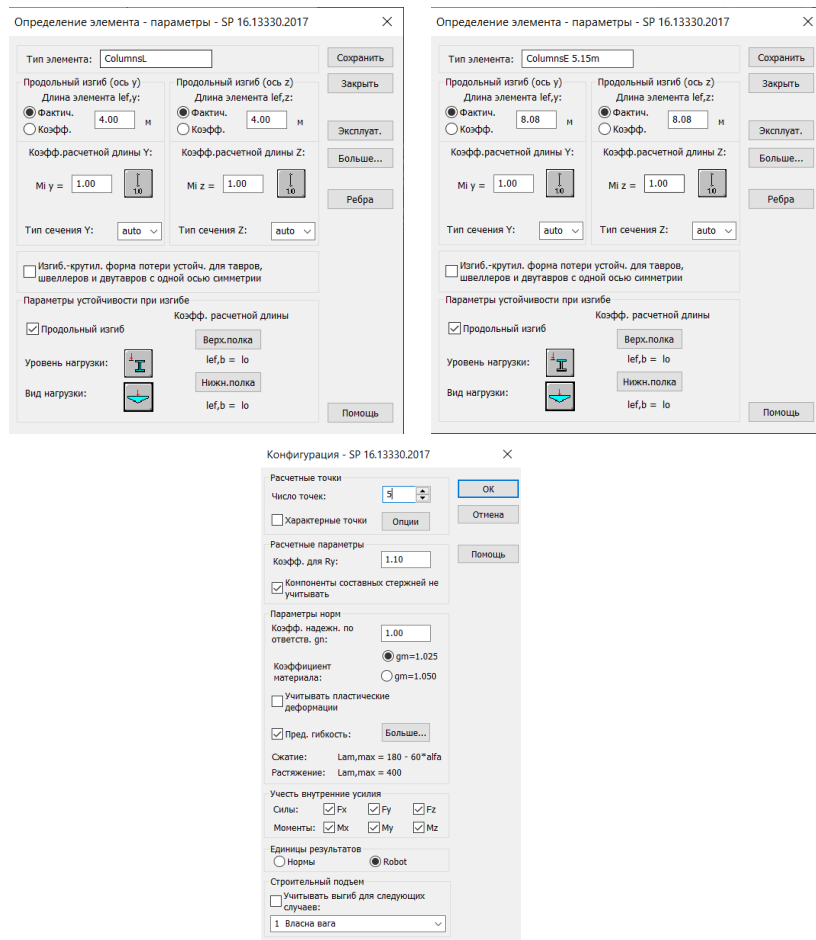 Определение элемента - параметры - SP 16.13330.2017
Тип элемента: ColumnsL
Сохранить
Продольный изгиб (ось y)
Продольный изгиб (ось z)
Закрыть
Длина элемента lef,y:
Длина элемента lef,z:
Фактич.
Коэфф.
4.00 м
Фактич.
Коэфф.
4.00 м
Эксплуат.
Коэфф.расчетной длины Y:
Коэфф.расчетной длины Z:
Больше...
Mi y = 1.00
1.0
Mi z = 1.00
1.0
Ребра
Тип сечения Y: auto
Тип сечения Z: auto
Изгиб.-крутил. форма потери устойч. для тавров,
швеллеров и двутавров с одной осью симметрии
Параметры устойчивости при изгибе
Коэфф. расчетной длины
Продольный изгиб
Верх.полка
Уровень нагрузки:
lef,b = lo
Нижн.полка
Вид нагрузки:
lef,b = lo
Помощь
Определение элемента - параметры - SP 16.13330.2017
Тип элемента: ColumnsE 5.15m
Сохранить
Продольный изгиб (ось y)
Продольный изгиб (ось z)
Закрыть
Длина элемента lef,y:
Длина элемента lef,z:
Фактич.
Коэфф.
8.08 м
Фактич.
Коэфф.
8.08 м
Эксплуат.
Коэфф.расчетной длины Y:
Коэфф.расчетной длины Z:
Больше...
Mi y = 1.00
1.0
Mi z = 1.00
1.0
Ребра
Тип сечения Y: auto
Тип сечения Z: auto
Изгиб.-крутил. форма потери устойч. для тавров,
швеллеров и двутавров с одной осью симметрии
Параметры устойчивости при изгибе
Коэфф. расчетной длины
Продольный изгиб
Верх.полка
Уровень нагрузки:
lef,b = lo
Нижн.полка
Вид нагрузки:
lef,b = lo
Помощь
Конфигурация - SP 16.13330.2017
Расчетные точки
Число точек: 5
OK
Характерные точки
Опции
Отмена
Расчетные параметры
Коэфф. для Ry: 1.10
Помощь
Компоненты составных стержней не
учитывать
Параметры норм
Коэфф. надежн. по
ответств. gn:
1.00
gm=1.025
Коэффициент
материала:
gm=1.050
Учитывать пластические
деформации
Пред. гибкость:
Больше...
Сжатие: Lam,max = 180 - 60*alfa
Растяжение: Lam,max = 400
Учесть внутренние усилия
Силы: Fx Fy Fz
Моменты: Mx My Mz
Единицы результатов
Нормы
Robot
Строительный подъем
Учитывать выгиб для следующих
случаев:
1 Власна вага